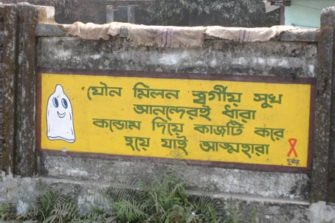 যৌন মিলন স্বর্গীয় সুখ
আনন্দেরই ধারা
কন্ডোম দিয়ে কাজটি করে
হয়ে যাই আত্মহারা